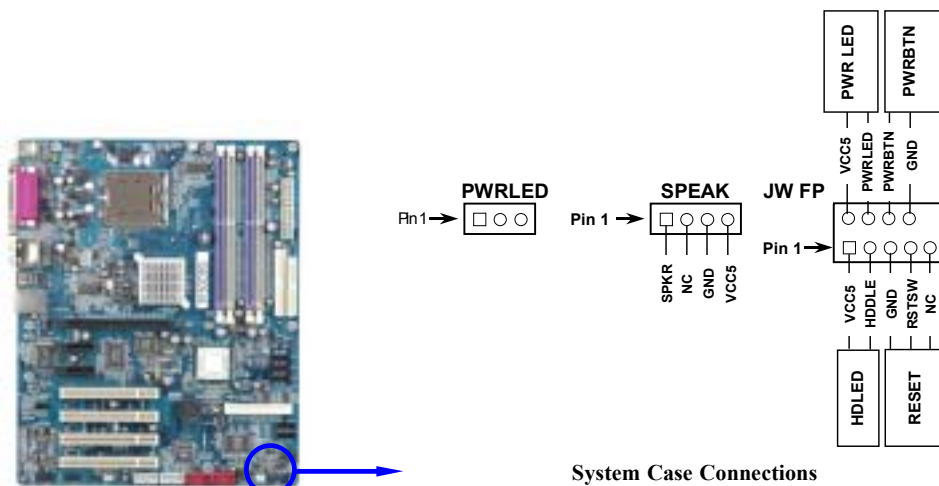 PWR LED
PWRBTN
VCC5
PWRLED
PWRBTN
GND
PWRLED
SPEAK
JW FP
Pin 1
Pin 1
Pin 1
SPKR
NC
GND
VCC5
VCC5
HDDLE
GND
RSTSW
NC
HDLED
RESET
System Case Connections